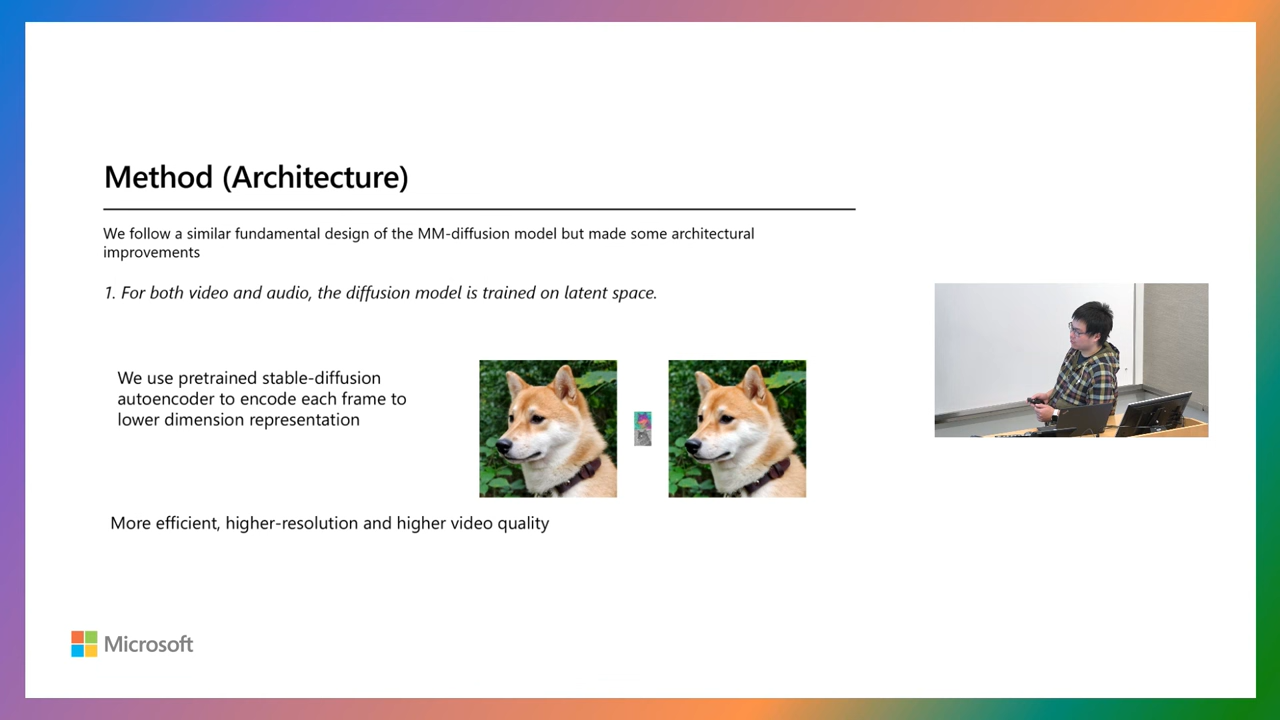 Method (Architecture)
We follow a similar fundamental design of the MM-diffusion model but made some architectural
improvements
1. For both video and audio, the diffusion model is trained on latent space.
We use pretrained stable-diffusion
autoencoder to encode each frame to
lower dimension representation
More efficient, higher-resolution and higher video quality
Microsoft